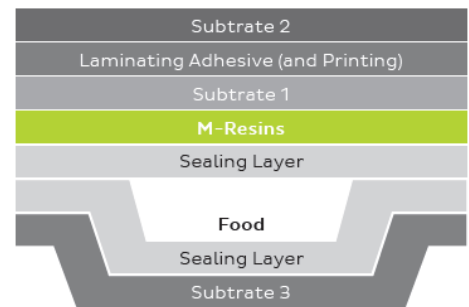 Subtrate 2
Laminating Adhesive (and Printing)
Subtrate 1
M-Resins
Sealing Layer
Food
Sealing Layer
Subtrate 3